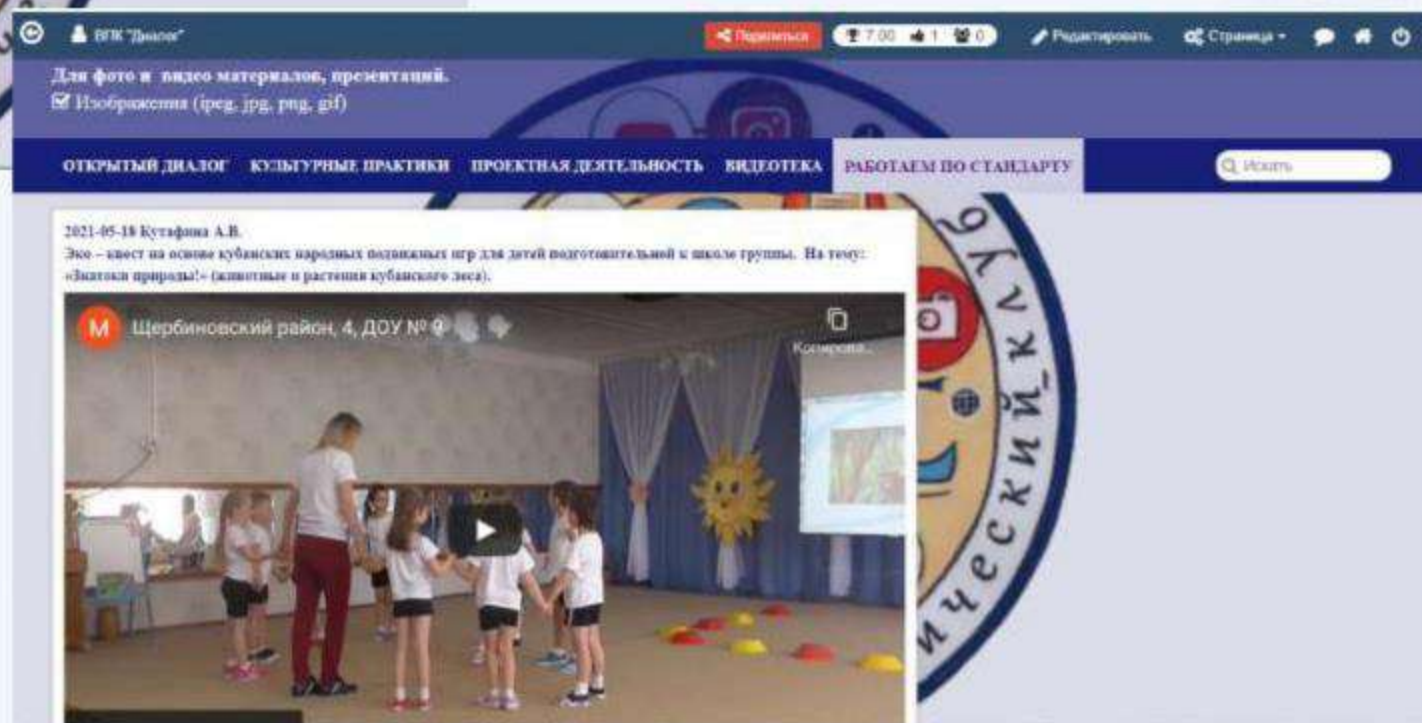 ВПК "Диалог"
Поделиться
7.00 1 0
Редактировать
Страница
Для фото и видео материалов, презентаций.
Изображения (ipeg, jpg, png, gif)
ОТКРЫТЫЙ ДИАЛОГ КУЛЬТУРНЫЕ ПРАКТИКИ ПРОЕКТНАЯ ДЕЯТЕЛЬНОСТЬ ВИДЕОТЕКА РАБОТАЕМ ПО СТАНДАРТУ
Искать
2021-05-18 Кутафина А.В.
Эко – квест на основе кубанских народных подвижных игр для детей подготовительной к школе группы. На тему:
«Знатоки природы!» (животные и растения кубанского леса).
М Щербиновский район, 4, ДОУ № 9
Копирова...
ический_клуб